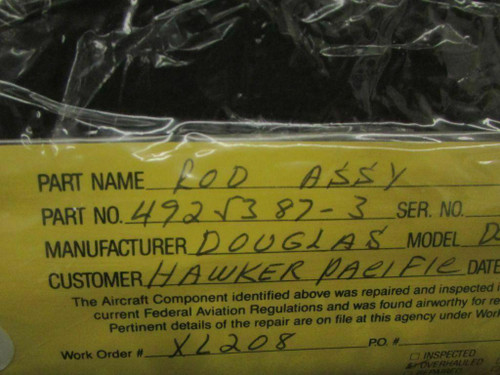 PART NAME ROD ASSY
PART NO. 4925387-3 SER. NO.
MANUFACTURER DOUGLAS MODEL
CUSTOMER HAWKER PACIFIC DATE
The Aircraft Component identified above was repaired and inspected
current Federal Aviation Regulations and was found airworthy for
Pertinent details of the repair are on file at this agency under
Work Order # XL208 P.O. #
INSPECTED
OVERHAULED